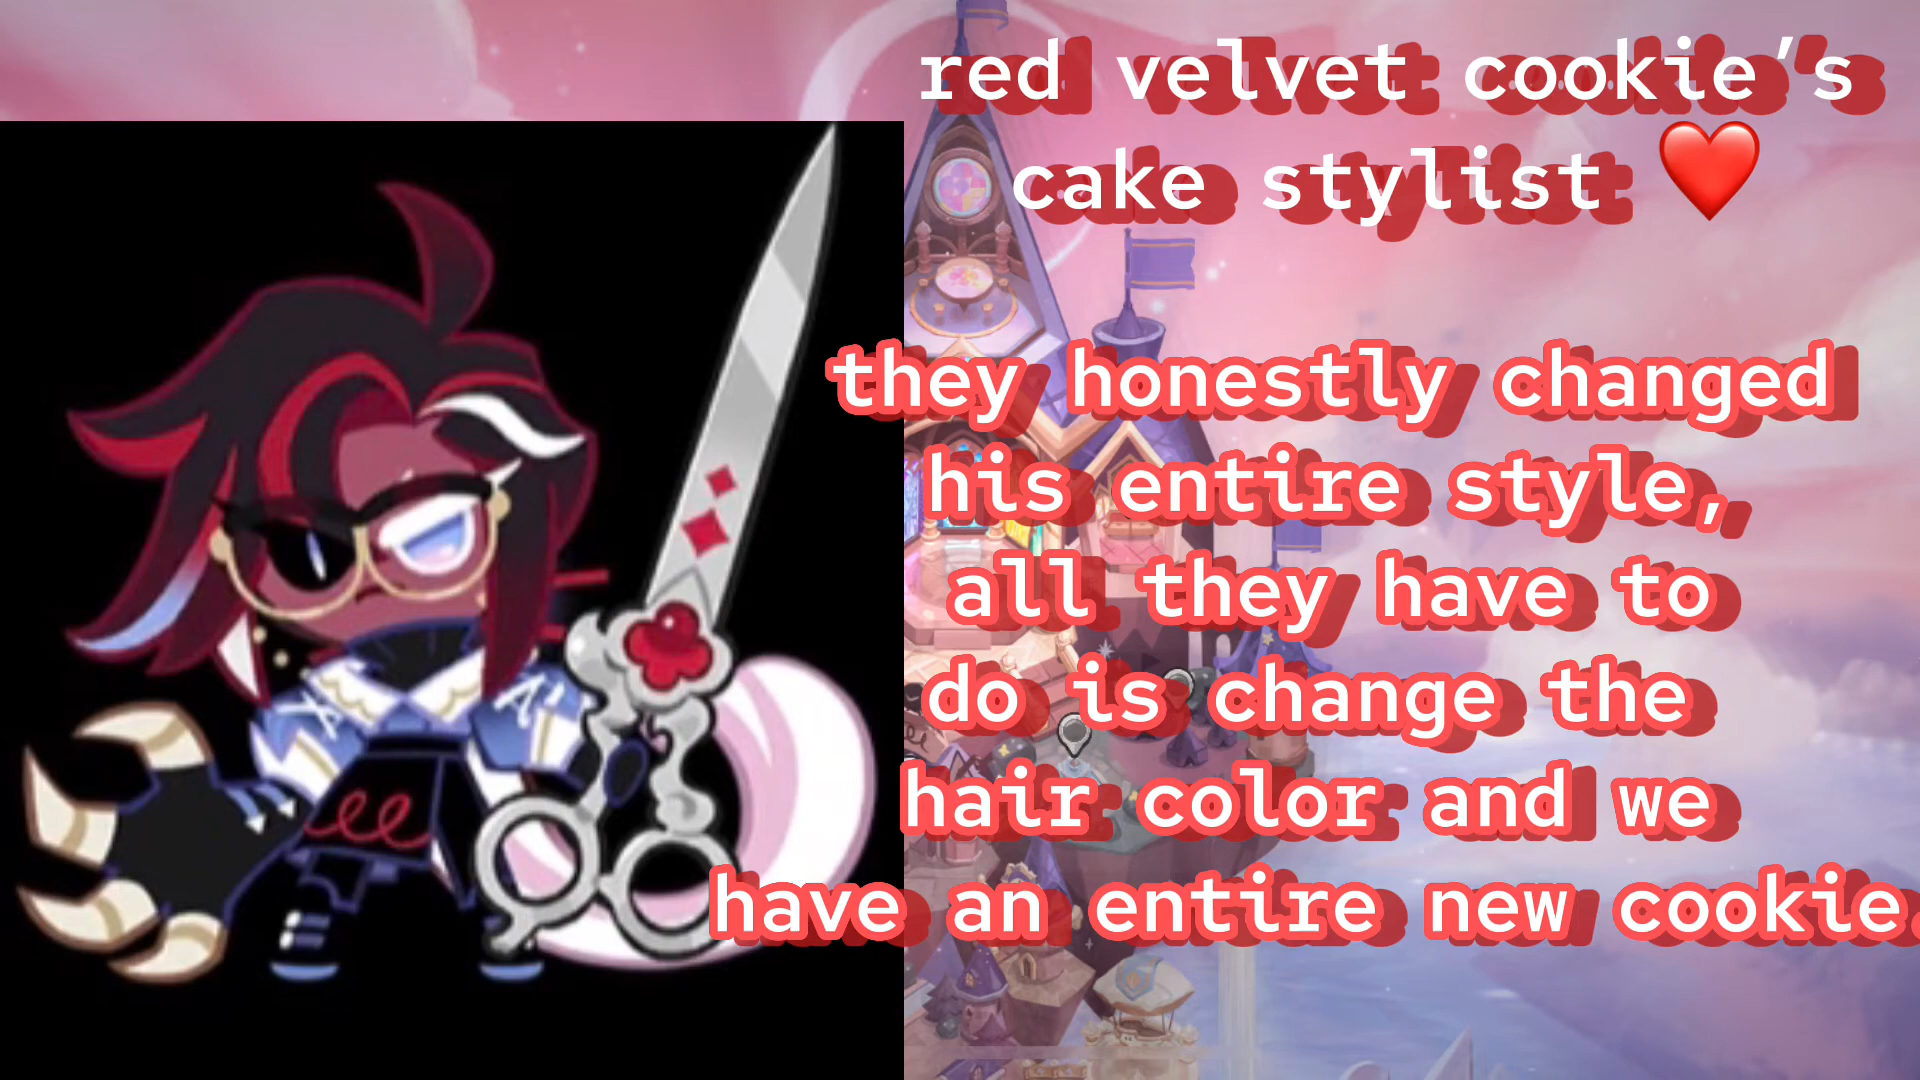 red velvet cookie’s
cake stylist ❤️
they honestly changed
his entire style,
all they have to
do is change the
hair color and we
have an entire new cookie.